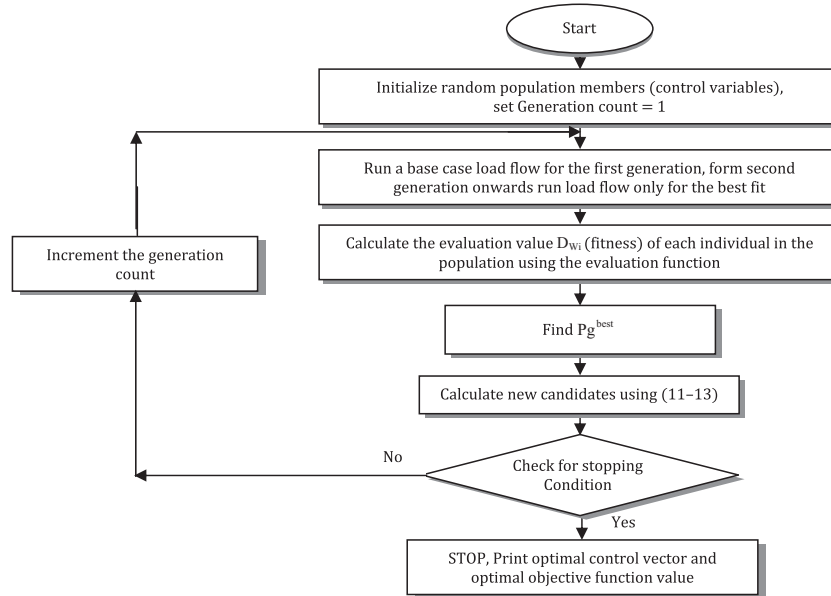 Start
Initialize random population members (control variables),
set Generation count = 1
Run a base case load flow for the first generation, form second
generation onwards run load flow only for the best fit
Increment the generation
count
Calculate the evaluation value D_Wi (fitness) of each individual in the
population using the evaluation function
Find Pg^best
Calculate new candidates using (11–13)
No
Check for stopping
Condition
Yes
STOP, Print optimal control vector and
optimal objective function value